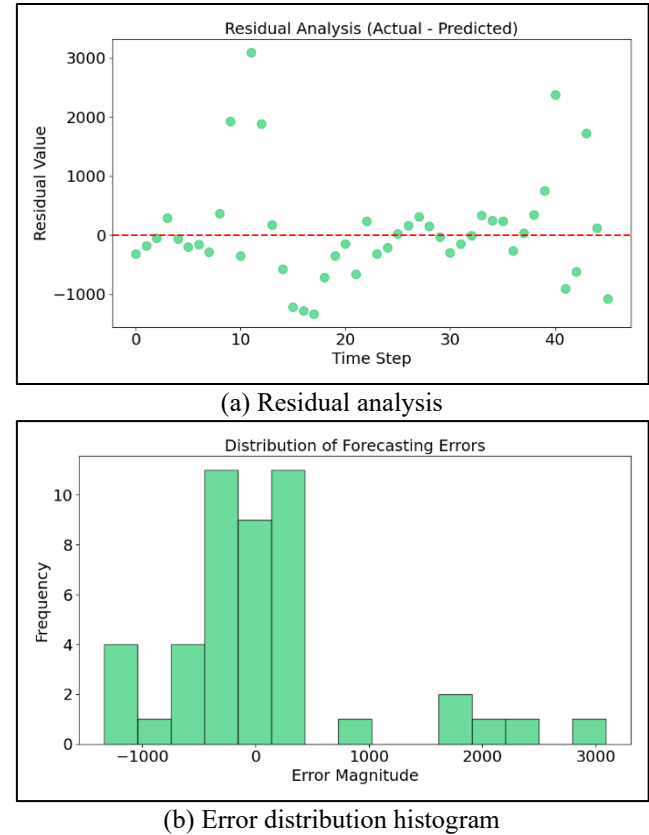 Residual Analysis (Actual - Predicted)
3000
2000
1000
0
−1000
Residual Value
0 10 20 30 40
Time Step
(a) Residual analysis
Distribution of Forecasting Errors
10
8
6
4
2
0
Frequency
−1000 0 1000 2000 3000
Error Magnitude
(b) Error distribution histogram